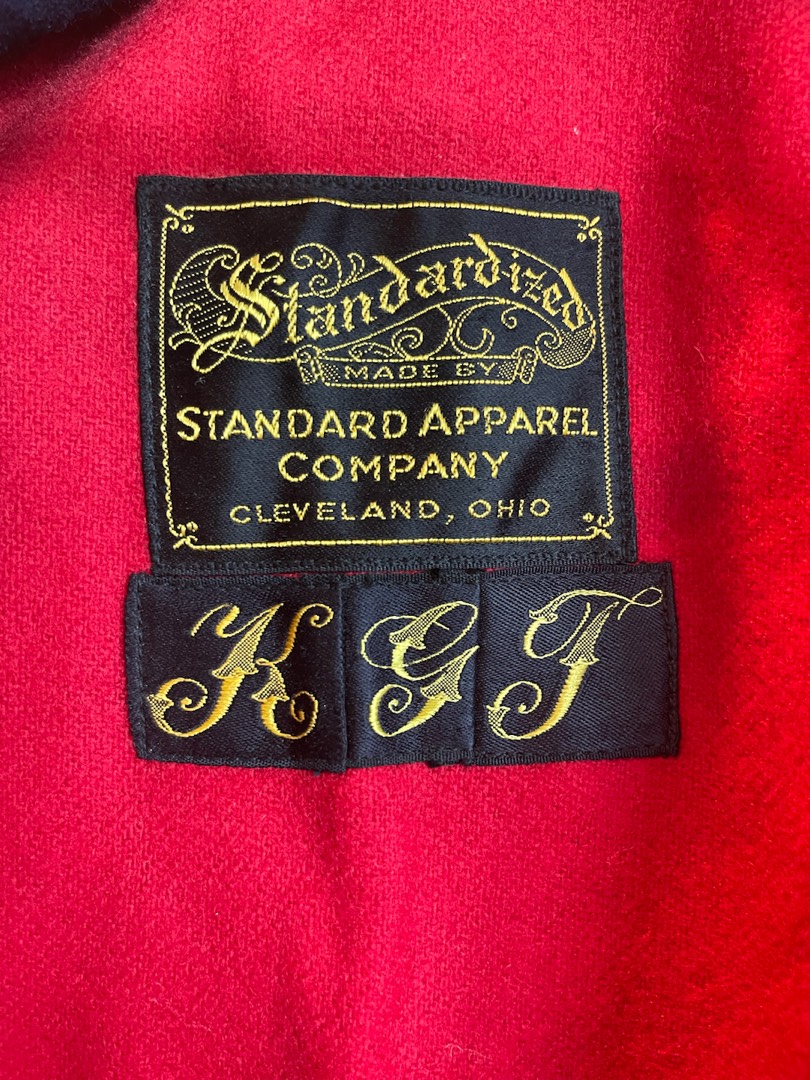 Standardized
MADE BY
STANDARD APPAREL
COMPANY
CLEVELAND, OHIO
K G T